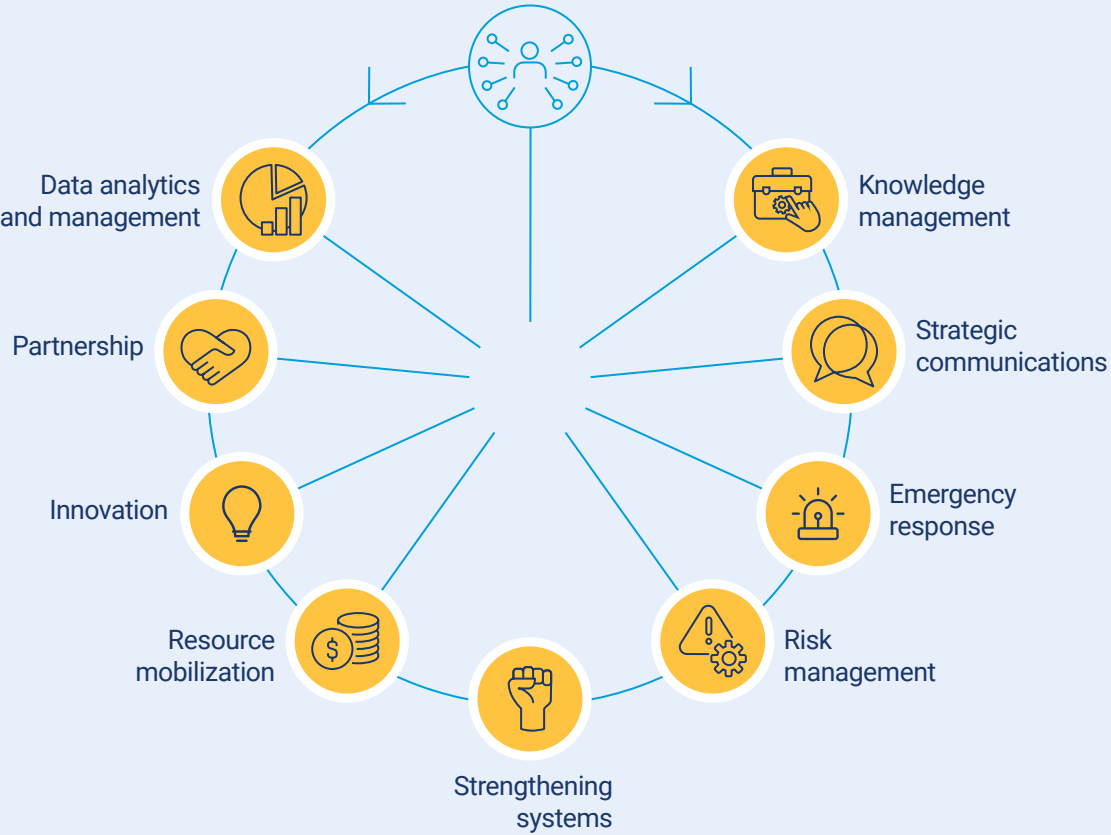 Data analytics
and management
Knowledge
management
Partnership
Strategic
communications
Innovation
Emergency
response
Resource
mobilization
$
Risk
management
Strengthening
systems